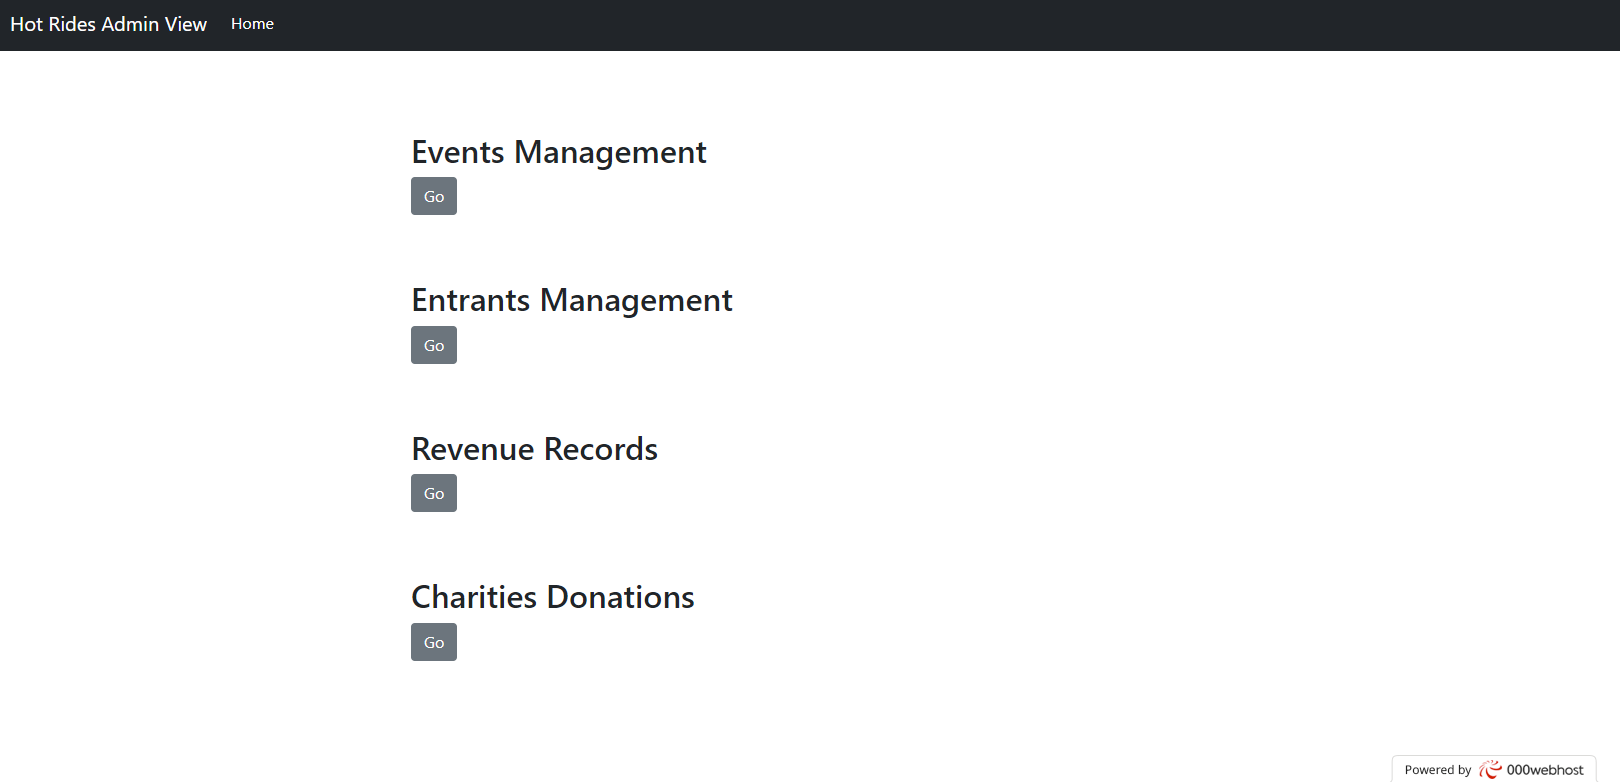 Hot Rides Admin View Home
Events Management
Go
Entrants Management
Go
Revenue Records
Go
Charities Donations
Go
Powered by 000webhost